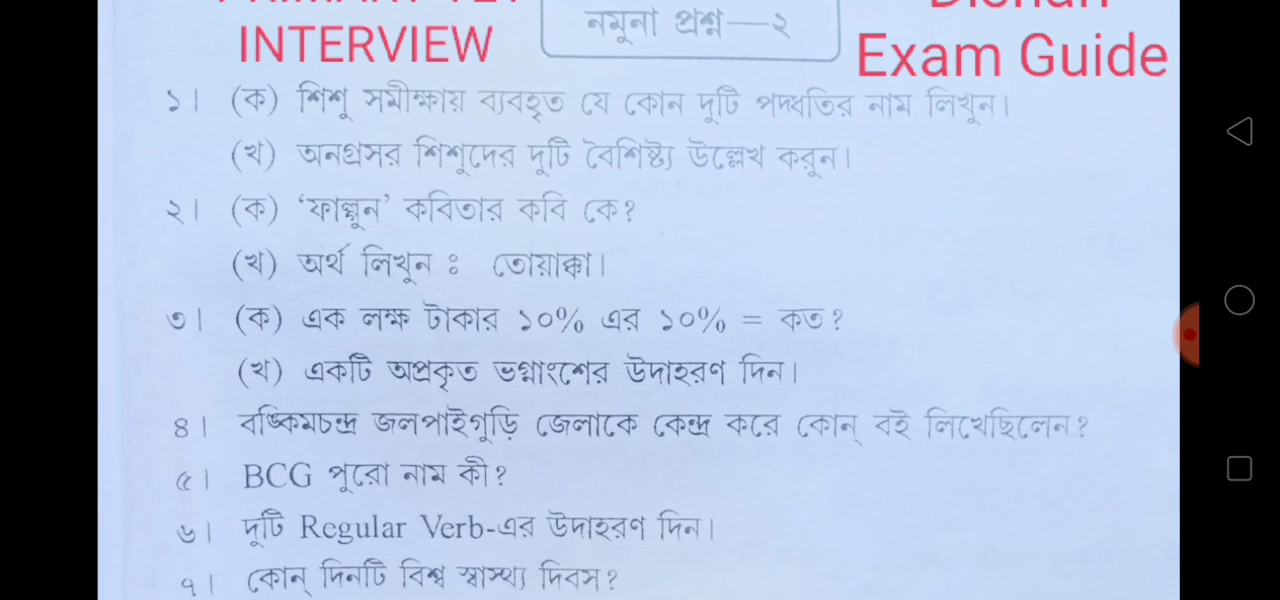 INTERVIEW
নমুনা প্রশ্ন—২
Exam Guide
১। (ক) শিশু সমীক্ষায় ব্যবহৃত যে কোন দুটি পদ্ধতির নাম লিখুন।
(খ) অনগ্রসর শিশুদের দুটি বৈশিষ্ট্য উল্লেখ করুন।
২। (ক) ‘ফাল্গুন’ কবিতার কবি কে?
(খ) অর্থ লিখুন ঃ তোয়াক্কা।
৩। (ক) এক লক্ষ টাকার ১০% এর ১০% = কত?
(খ) একটি অপ্রকৃত ভগ্নাংশের উদাহরণ দিন।
৪। বঙ্কিমচন্দ্র জলপাইগুড়ি জেলাকে কেন্দ্র করে কোন্ বই লিখেছিলেন?
৫। BCG পুরো নাম কী?
৬। দুটি Regular Verb-এর উদাহরণ দিন।
৭। কোন্ দিনটি বিশ্ব স্বাস্থ্য দিবস?